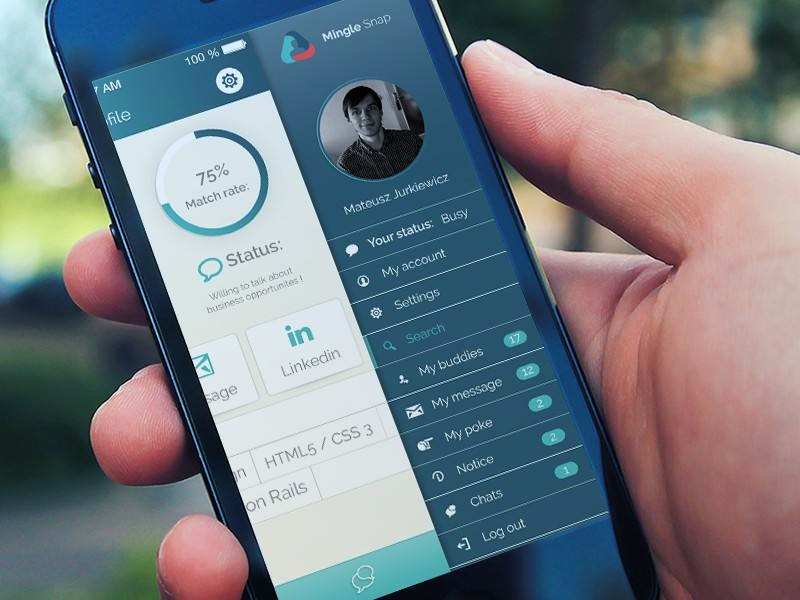 AM
100 %
file
75%
Match rate:
Status:
Willing to talk about
business opportunites !
sage
in
Linkedin
HTML5 / CSS 3
on Rails
Mingle Snap
Mateusz Jurkiewicz
Your status: Busy
My account
Settings
Search
My buddies 17
My message 12
My poke 2
Notice 2
Chats 1
Log out